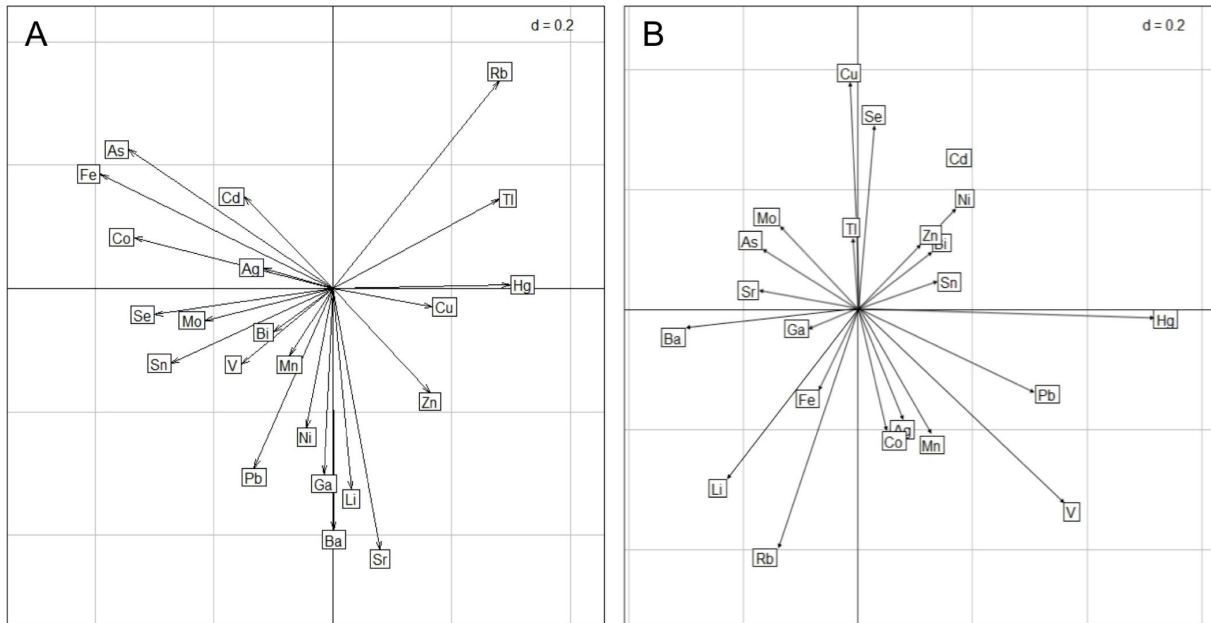 A
d = 0.2
Rb
As
Fe
Cd
Tl
Co
Ag
Hg
Se
Mo
Cu
Bi
Sn
V
Mn
Zn
Ni
Pb
Ga
Li
Ba
Sr
B
d = 0.2
Cu
Se
Cd
Ni
Mo
Tl
Zn
As
Bi
Sn
Sr
Hg
Ga
Ba
Pb
Fe
Ag
Co
Mn
Li
V
Rb